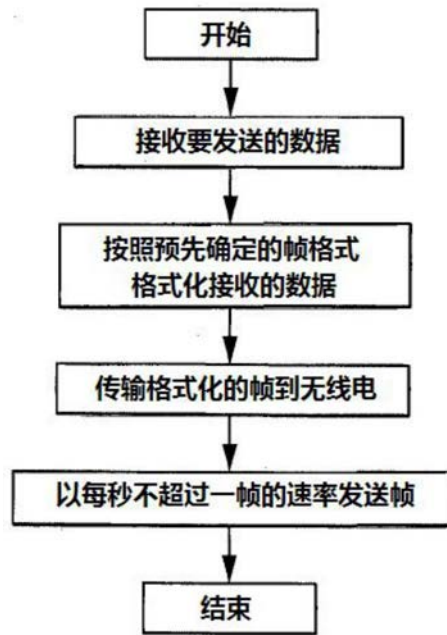 开始
接收要发送的数据
按照预先确定的帧格式
格式化接收的数据
传输格式化的帧到无线电
以每秒不超过一帧的速率发送帧
结束